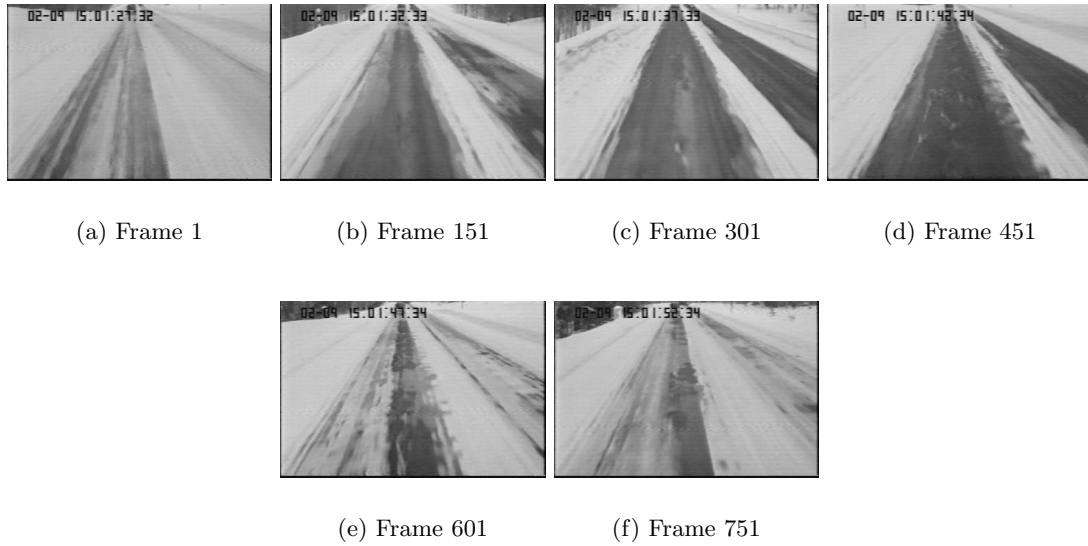 02-09 15:01:27.32
02-09 15:01:32.33
02-09 15:01:37.33
02-09 15:01:42.34
(a) Frame 1
(b) Frame 151
(c) Frame 301
(d) Frame 451
02-09 15:01:47.34
02-09 15:01:52.34
(e) Frame 601
(f) Frame 751